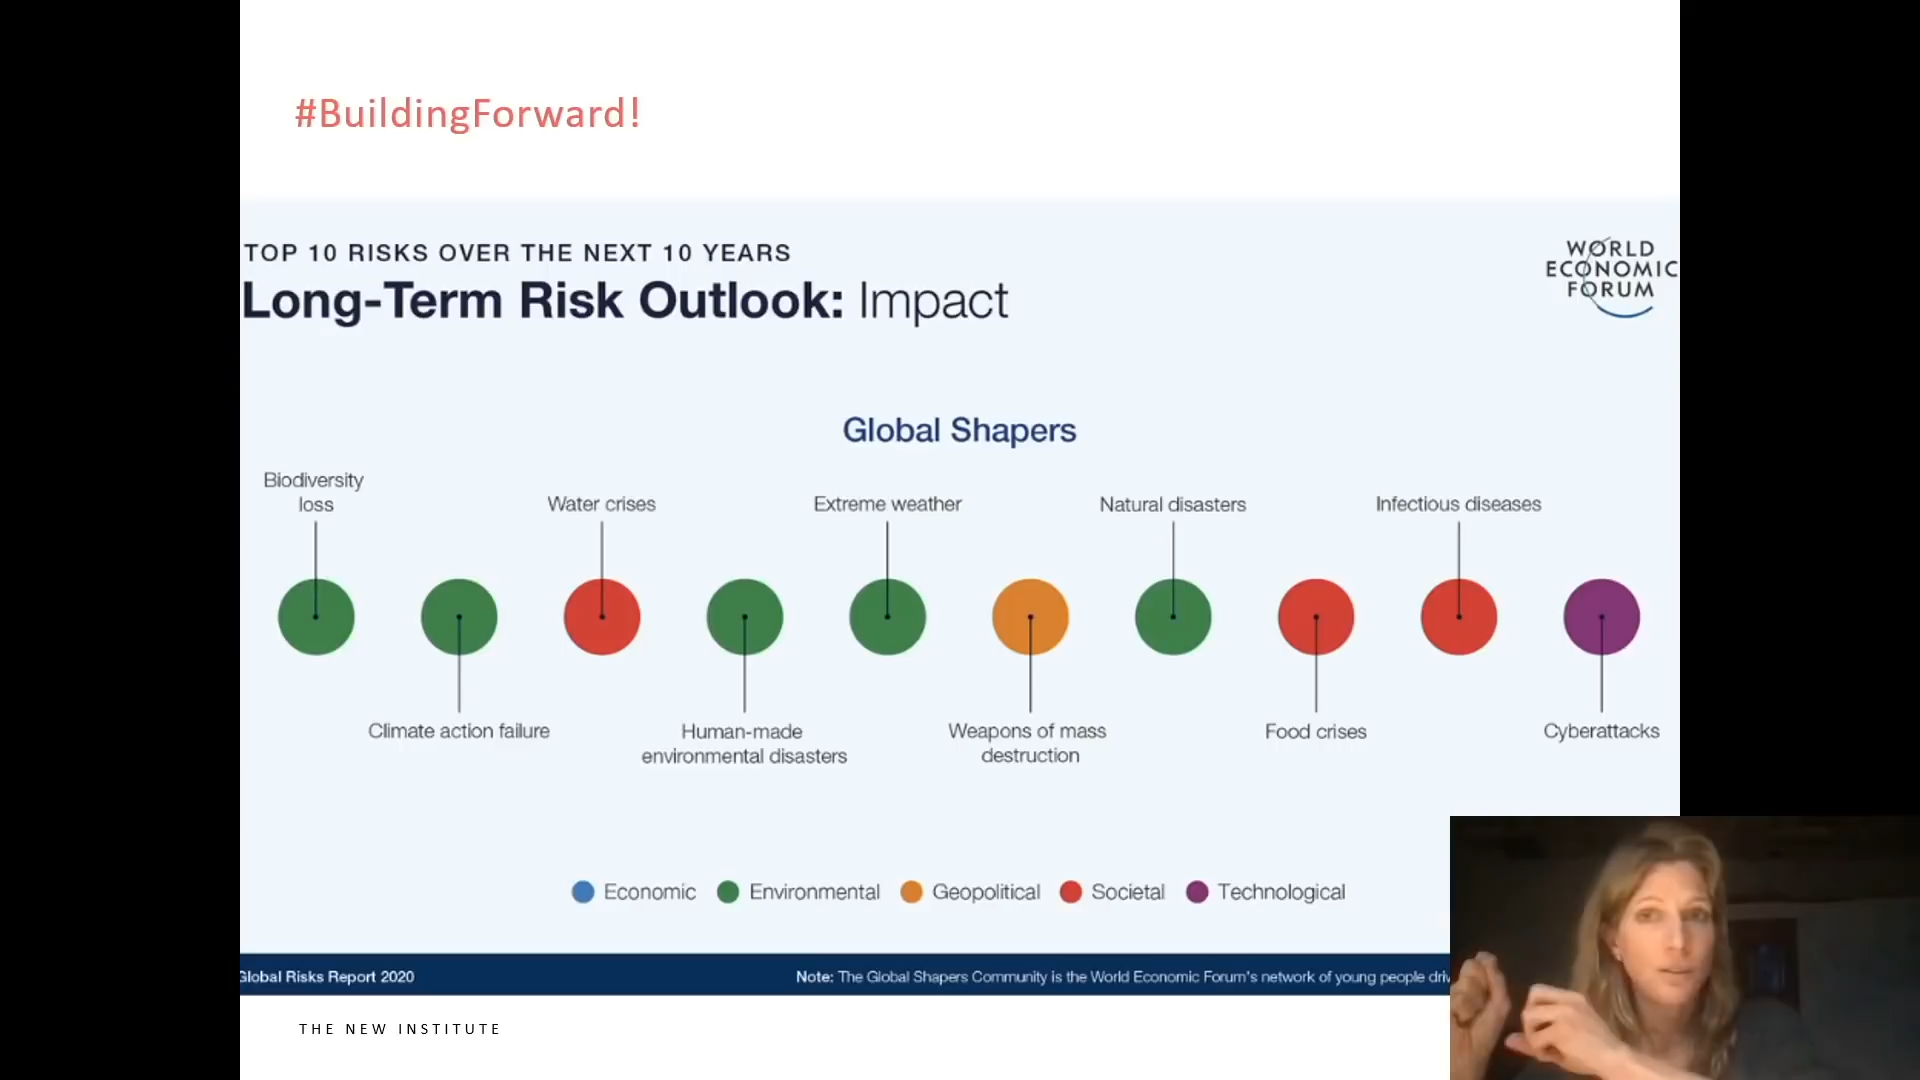 #BuildingForward!
TOP 10 RISKS OVER THE NEXT 10 YEARS
Long-Term Risk Outlook: Impact
WORLD
ECONOMIC
FORUM
Global Shapers
Biodiversity
loss
Water crises
Extreme weather
Natural disasters
Infectious diseases
Climate action failure
Human-made
environmental disasters
Weapons of mass
destruction
Food crises
Cyberattacks
Economic
Environmental
Geopolitical
Societal
Technological
Global Risks Report 2020
Note: The Global Shapers Community is the World Economic Forum's network of young people
THE NEW INSTITUTE